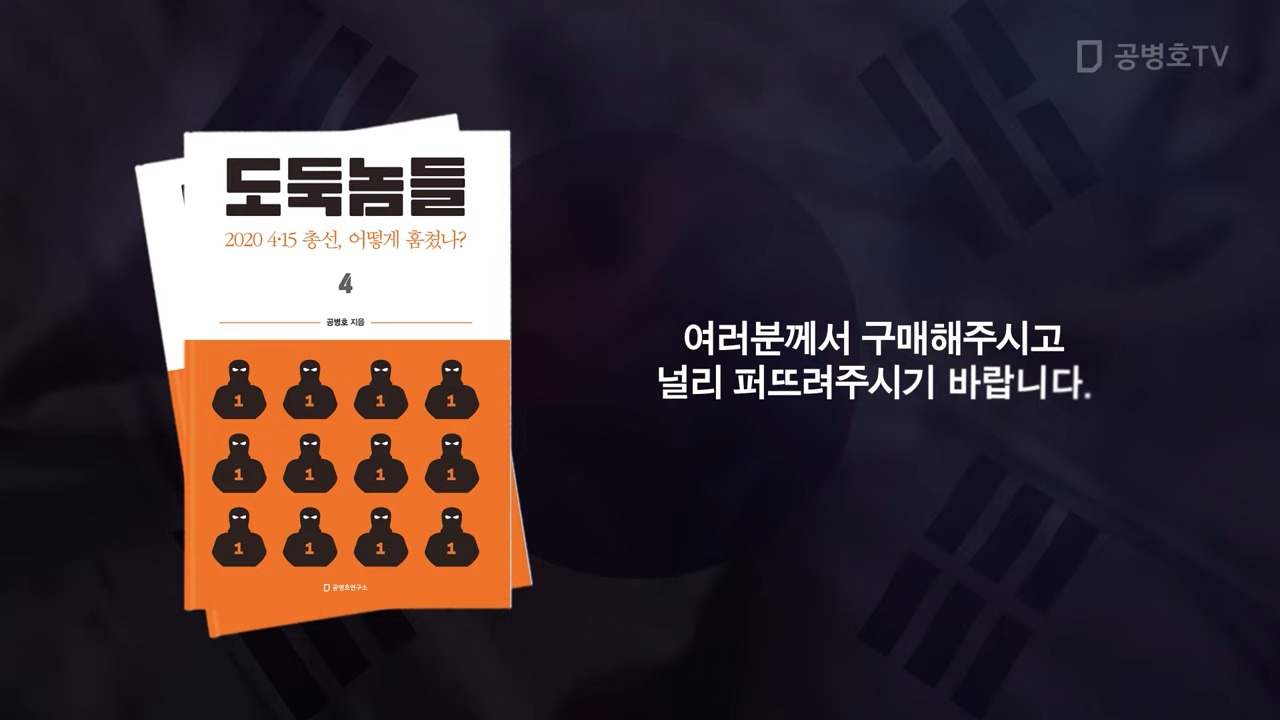 공병호TV
도둑놈들
2020 4·15 총선, 어떻게 훔쳤나?
4
공병호 지음
1 1 1 1
1 1 1 1
1 1 1 1
공병호연구소
여러분께서 구매해주시고
널리 퍼뜨려주시기 바랍니다.